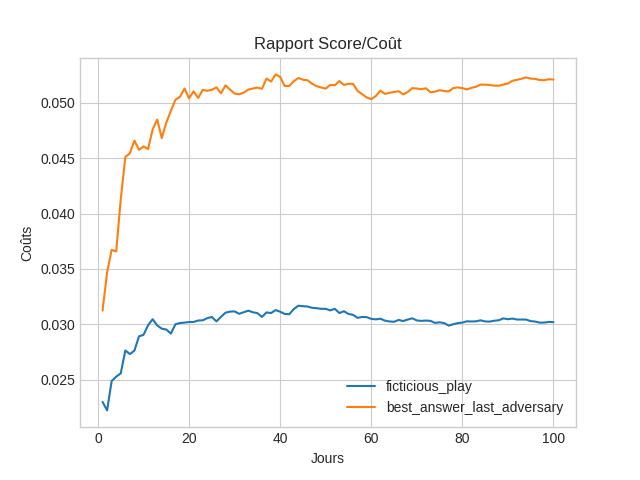 Rapport Score/Coût
Coûts
0.050
0.045
0.040
0.035
0.030
0.025
0
20
40
60
80
100
Jours
ficticious_play
best_answer_last_adversary